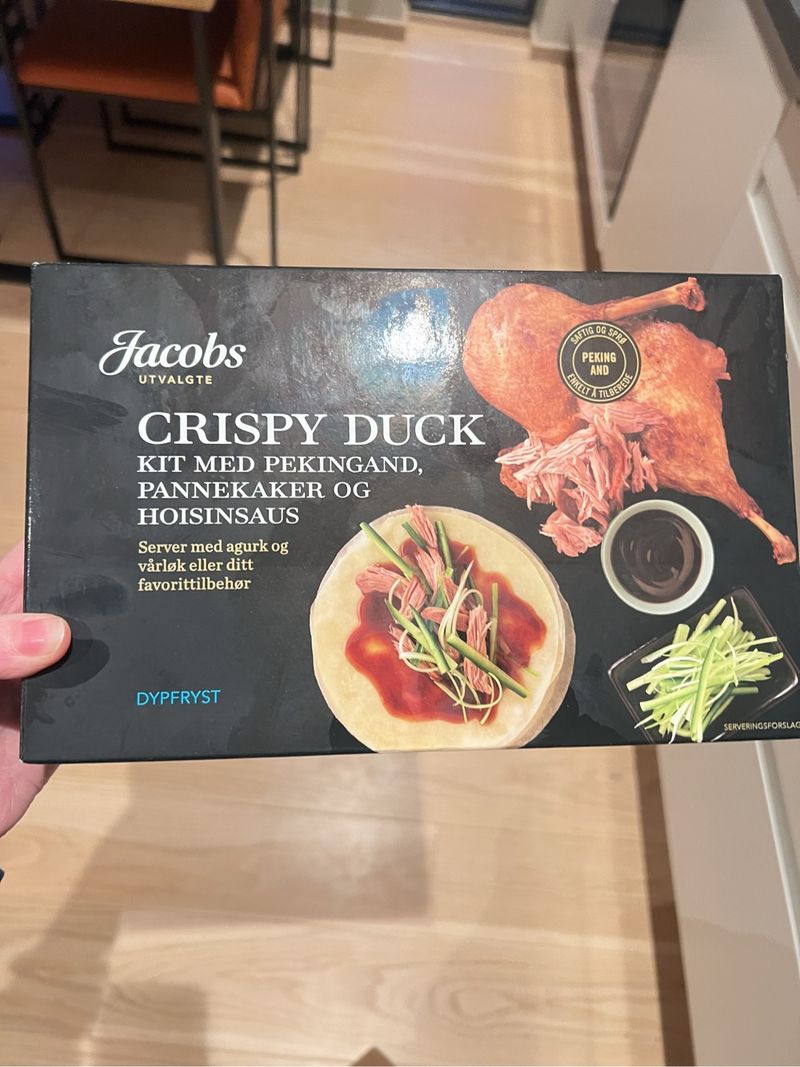 Jacobs
UTVALGTE
CRISPY DUCK
KIT MED PEKINGAND,
PANNEKAKER OG
HOISINSAUS
Server med agurk og
vårløk eller ditt
favorittilbehør
DYPFRYST
SAFTIG OG SPRØ
PEKING
AND
ENKELT Å TILBEREDE
SERVERINGSFORSLAG